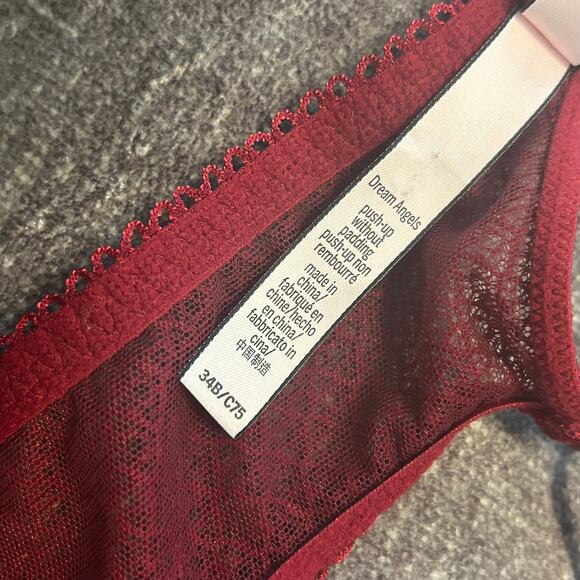 Dream Angels
push-up
without
padding
push-up non
rembourré
made in
china/
fabriqué en
chine/hecho
en china/
fabbricato in
cina/
中国制造
34B/C75